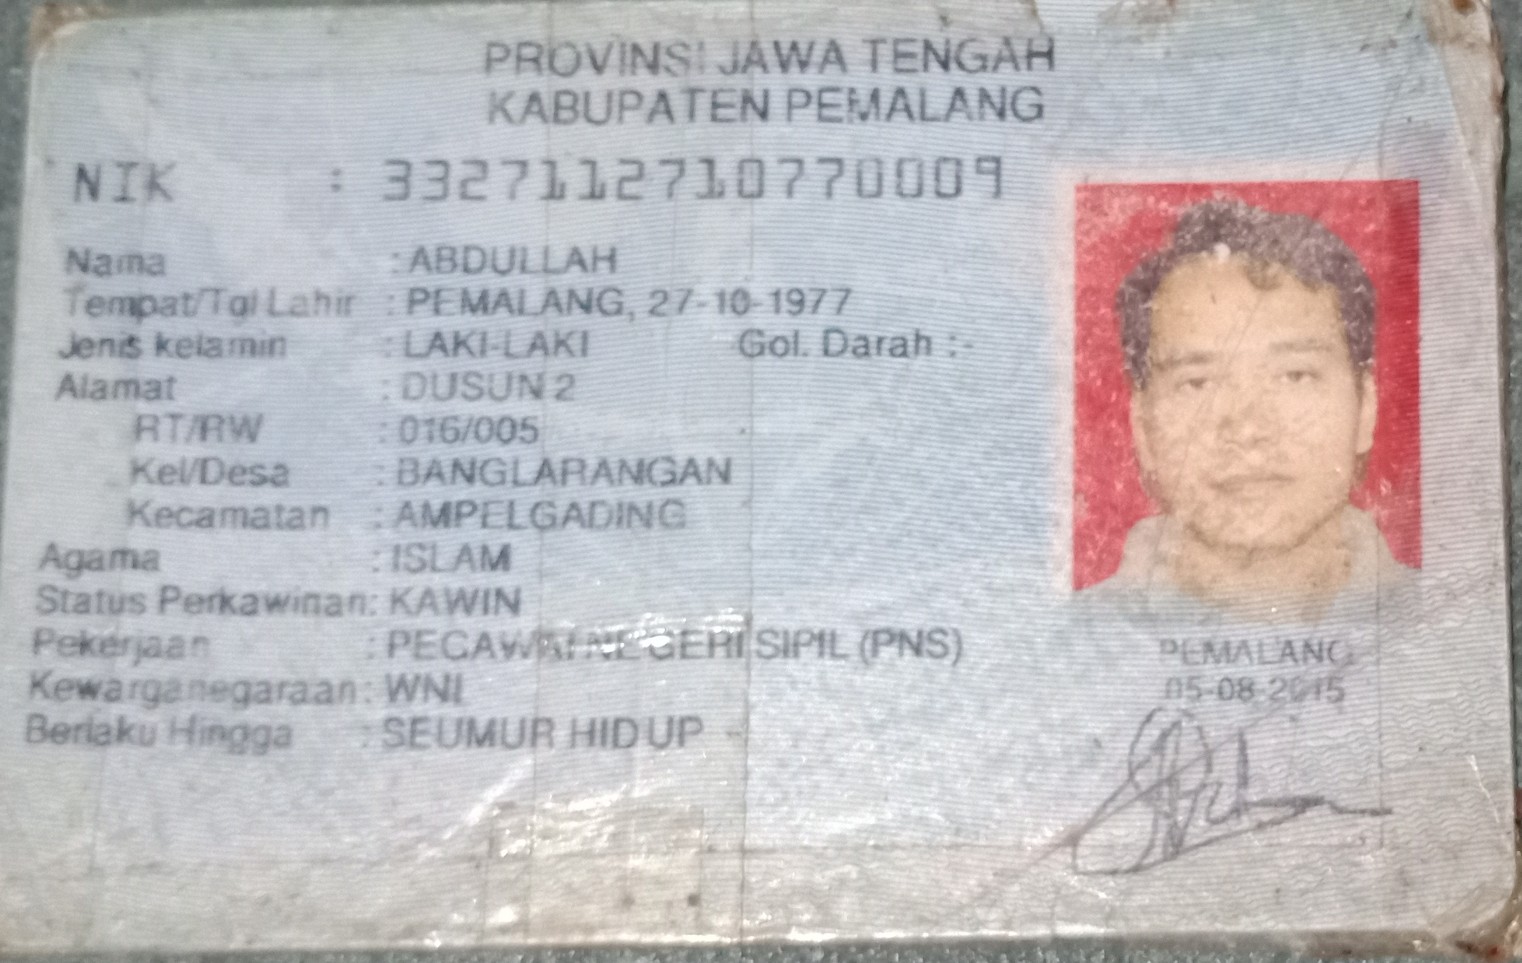 PROVINSI JAWA TENGAH
KABUPATEN PEMALANG
NIK : 3327112710770009
Nama : ABDULLAH
Tempat/Tgl Lahir : PEMALANG, 27-10-1977
Jenis kelamin : LAKI-LAKI Gol. Darah :-
Alamat : DUSUN 2
RT/RW : 016/005
Kel/Desa : BANGLARANGAN
Kecamatan : AMPELGADING
Agama : ISLAM
Status Perkawinan: KAWIN
Pekerjaan : PEGAWAI NEGERI SIPIL (PNS)
Kewarganegaraan: WNI
Berlaku Hingga : SEUMUR HIDUP
PEMALANG
05-08-2015